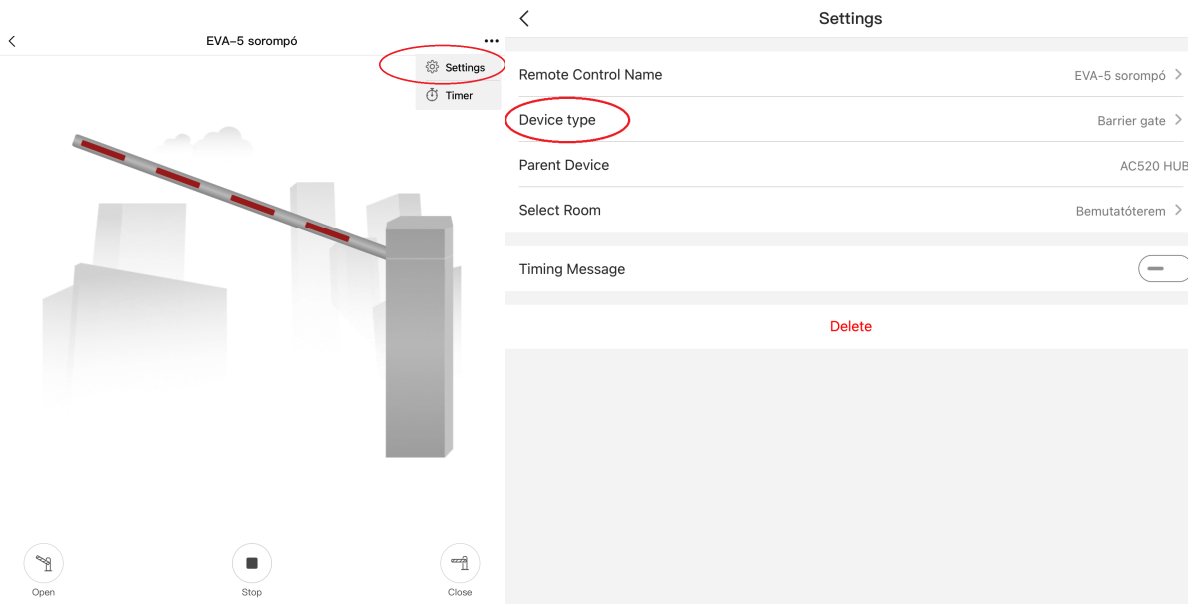 EVA-5 sorompó
Settings
Timer
Open
Stop
Close
Settings
Remote Control Name
EVA-5 sorompó
Device type
Barrier gate
Parent Device
AC520 HUB
Select Room
Bemutatóterem
Timing Message
Delete